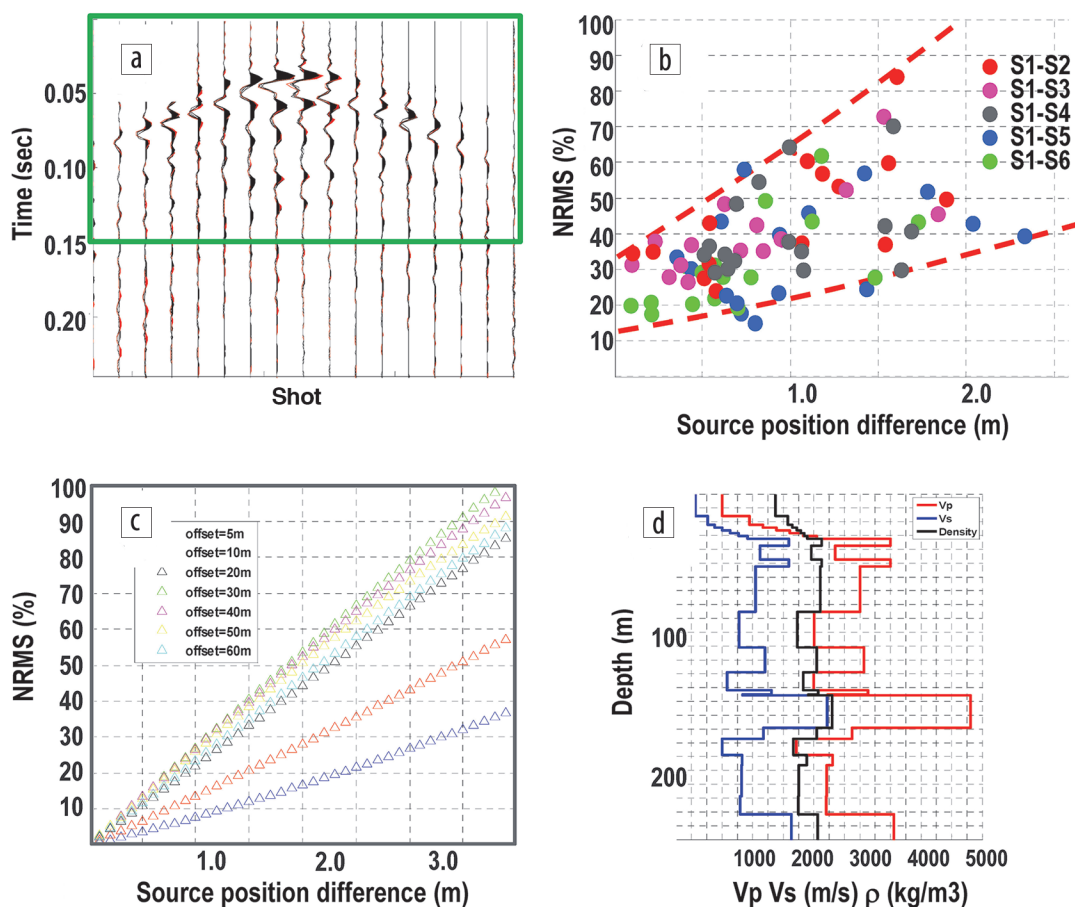 a
0.05
0.10
0.15
0.20
Time (sec)
Shot
b
100
90
80
70
60
50
40
30
20
10
NRMS (%)
S1-S2
S1-S3
S1-S4
S1-S5
S1-S6
1.0 2.0
Source position difference (m)
c
100
90
80
70
60
50
40
30
20
10
NRMS (%)
offset=5m
offset=10m
offset=20m
offset=30m
offset=40m
offset=50m
offset=60m
1.0 2.0 3.0
Source position difference (m)
d
Vp
Vs
Density
100
200
Depth (m)
1000 2000 3000 4000 5000
Vp Vs (m/s) ρ (kg/m3)